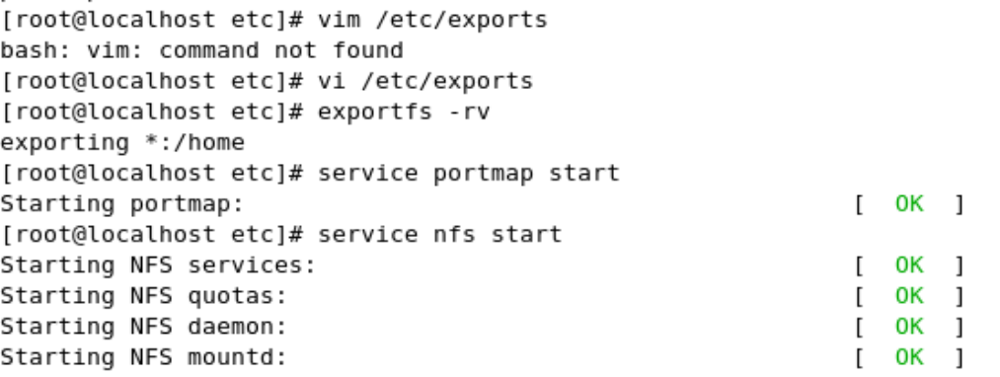 [root@localhost etc]# vim /etc/exports
bash: vim: command not found
[root@localhost etc]# vi /etc/exports
[root@localhost etc]# exportfs -rv
exporting *:/home
[root@localhost etc]# service portmap start
Starting portmap: [ OK ]
[root@localhost etc]# service nfs start
Starting NFS services: [ OK ]
Starting NFS quotas: [ OK ]
Starting NFS daemon: [ OK ]
Starting NFS mountd: [ OK ]